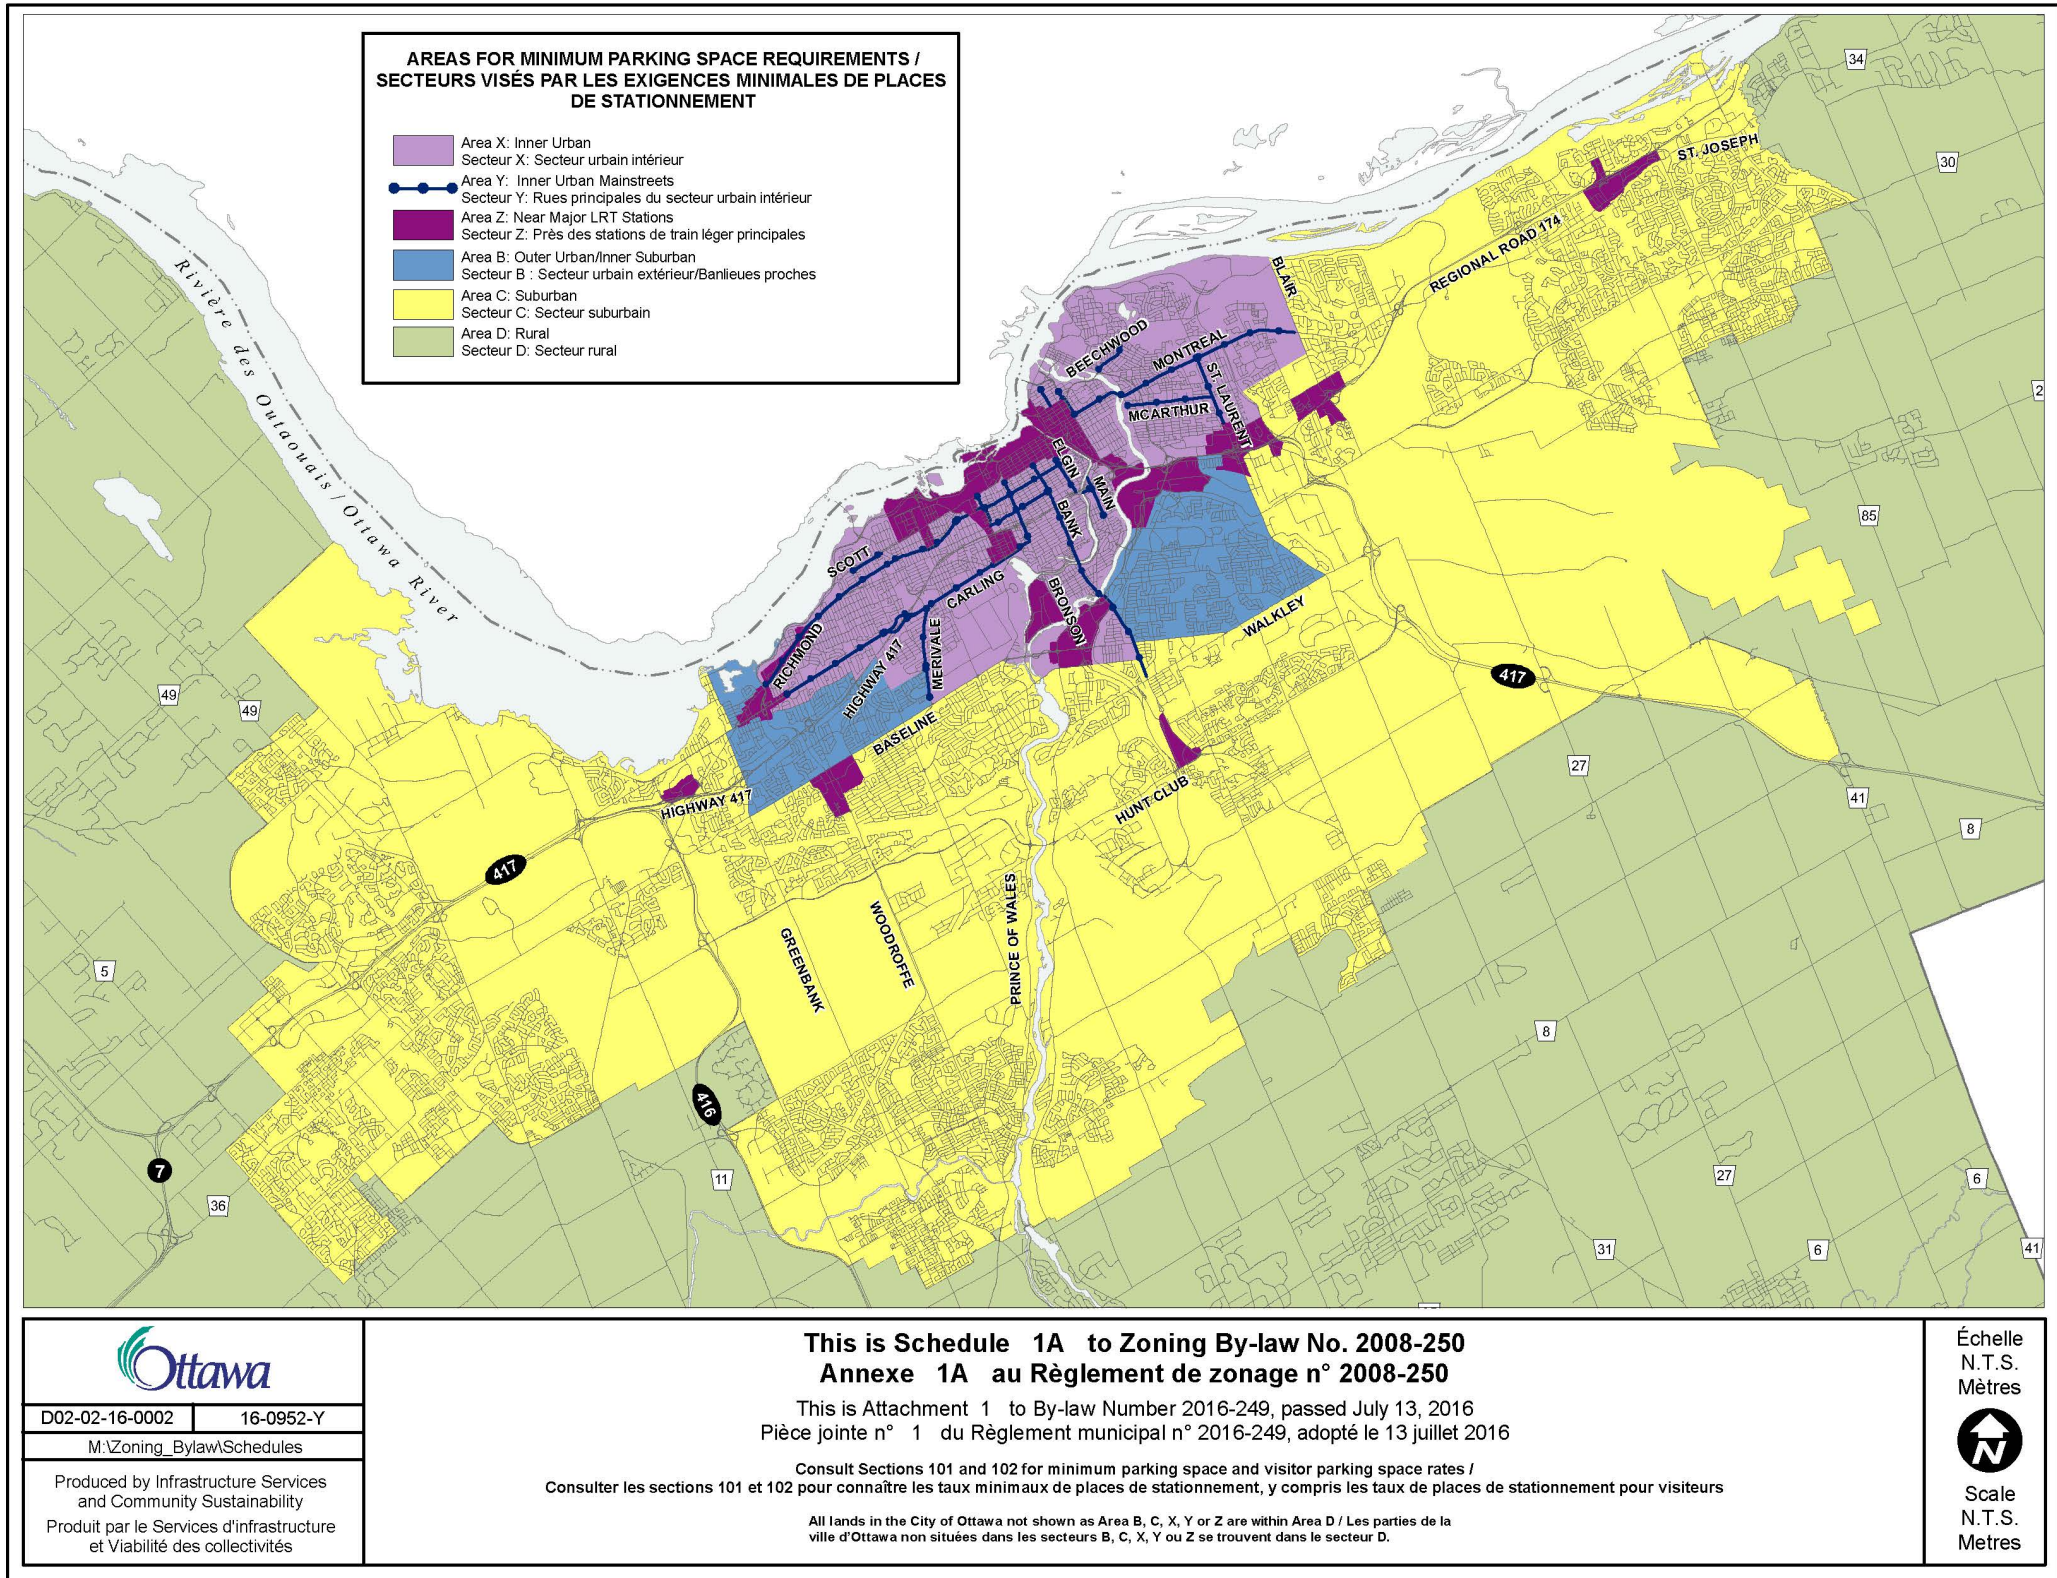 AREAS FOR MINIMUM PARKING SPACE REQUIREMENTS /
SECTEURS VISÉS PAR LES EXIGENCES MINIMALES DE PLACES
DE STATIONNEMENT
Area X: Inner Urban
Secteur X: Secteur urbain intérieur
Area Y: Inner Urban Mainstreets
Secteur Y: Rues principales du secteur urbain intérieur
Area Z: Near Major LRT Stations
Secteur Z: Près des stations de train léger principales
Area B: Outer Urban/Inner Suburban
Secteur B : Secteur urbain extérieur/Banlieues proches
Area C: Suburban
Secteur C: Secteur suburbain
Area D: Rural
Secteur D: Secteur rural
34
30
ST. JOSEPH
REGIONAL ROAD 174
BLAIR
Rivière des Outaouais / Ottawa River
BEECHWOOD
MONTREAL
ST. LAURENT
MCARTHUR
2
ELGIN
MAIN
BANK
85
SCOTT
CARLING
BRONSON
WALKLEY
RICHMOND
HIGHWAY 417
MERIVALE
417
49
49
BASELINE
27
HUNT CLUB
HIGHWAY 417
41
8
417
PRINCE OF WALES
WOODROFFE
GREENBANK
5
8
416
7
11
36
27
6
31
6
41
Ottawa
D02-02-16-0002
16-0952-Y
M:\Zoning_Bylaw\Schedules
Produced by Infrastructure Services
and Community Sustainability
Produit par le Services d'infrastructure
et Viabilité des collectivités
This is Schedule 1A to Zoning By-law No. 2008-250
Annexe 1A au Règlement de zonage n° 2008-250
This is Attachment 1 to By-law Number 2016-249, passed July 13, 2016
Pièce jointe n° 1 du Règlement municipal n° 2016-249, adopté le 13 juillet 2016
Consult Sections 101 and 102 for minimum parking space and visitor parking space rates /
Consulter les sections 101 et 102 pour connaître les taux minimaux de places de stationnement, y compris les taux de places de stationnement pour visiteurs
All lands in the City of Ottawa not shown as Area B, C, X, Y or Z are within Area D / Les parties de la
ville d'Ottawa non situées dans les secteurs B, C, X, Y ou Z se trouvent dans le secteur D.
Échelle
N.T.S.
Mètres
N
Scale
N.T.S.
Metres